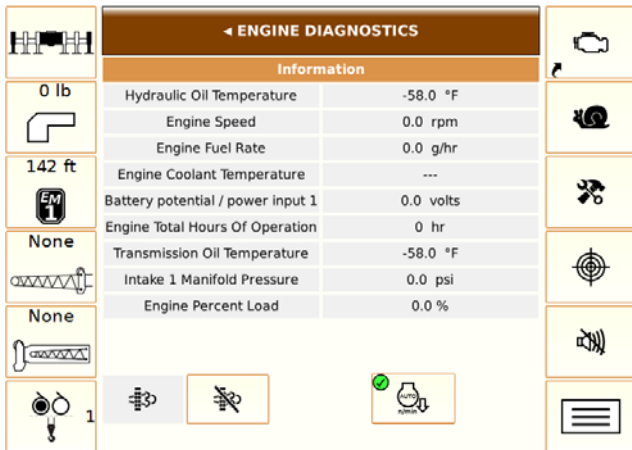 ◄ ENGINE DIAGNOSTICS
Information
0 lb
142 ft
EM
1
None
None
1
Hydraulic Oil Temperature -58.0 °F
Engine Speed 0.0 rpm
Engine Fuel Rate 0.0 g/hr
Engine Coolant Temperature ---
Battery potential / power input 1 0.0 volts
Engine Total Hours Of Operation 0 hr
Transmission Oil Temperature -58.0 °F
Intake 1 Manifold Pressure 0.0 psi
Engine Percent Load 0.0 %
AUTO
n/min